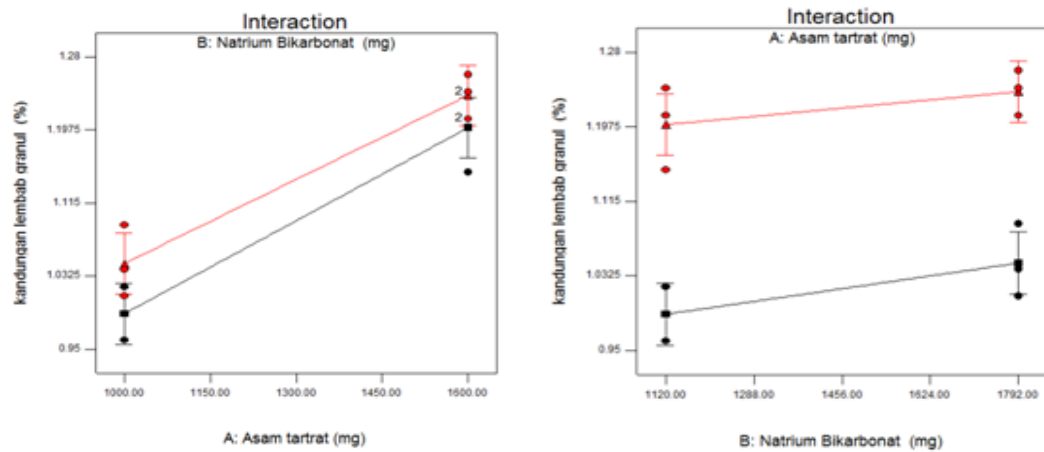 Interaction
B: Natrium Bikarbonat (mg)
kandungan lembab granul (%)
1.28
1.1975
1.115
1.0325
0.95
2
2
1000.00 1150.00 1300.00 1450.00 1600.00
A: Asam tartrat (mg)
Interaction
A: Asam tartrat (mg)
kandungan lembab granul (%)
1.28
1.1975
1.115
1.0325
0.95
1120.00 1288.00 1456.00 1624.00 1792.00
B: Natrium Bikarbonat (mg)